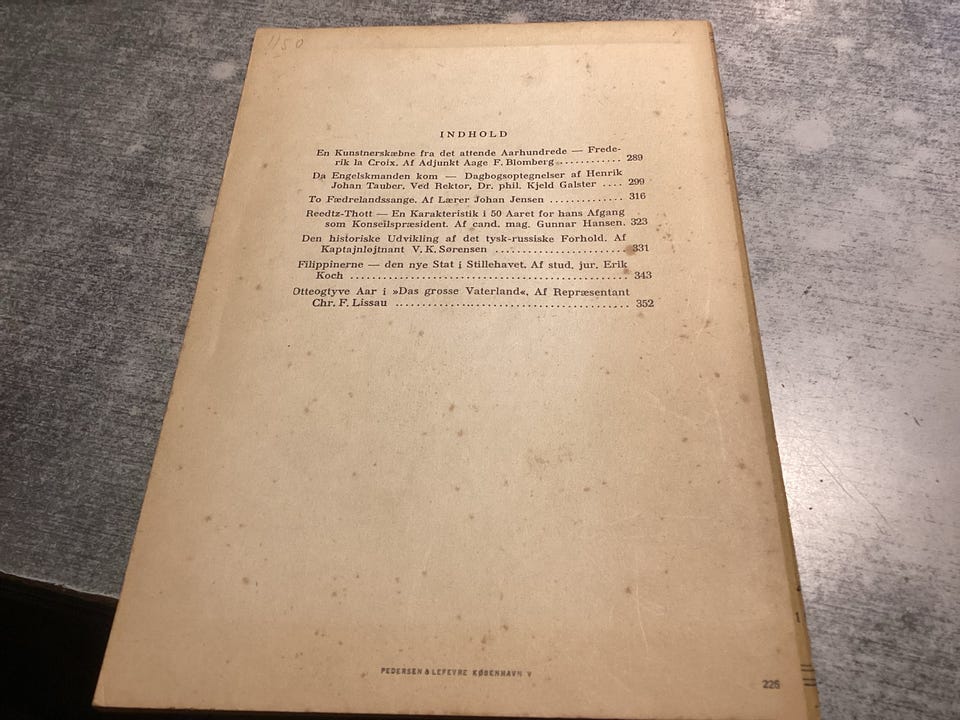 1150
INDHOLD
En Kunstnerskæbne fra det attende Aarhundrede — Frede-
rik la Croix. Af Adjunkt Aage F. Blomberg ............ 289
Da Engelskmanden kom — Dagbogsoptegnelser af Henrik
Johan Tauber. Ved Rektor, Dr. phil. Kjeld Galster .... 299
To Fædrelandssange. Af Lærer Johan Jensen .............. 316
Reedtz-Thott — En Karakteristik i 50 Aaret for hans Afgang
som Konseilspræsident. Af cand. mag. Gunnar Hansen. 323
Den historiske Udvikling af det tysk-russiske Forhold. Af
Kaptajnløjtnant V. K. Sørensen ......................... 331
Filippinerne — den nye Stat i Stillehavet. Af stud. jur. Erik
Koch ..................................................... 343
Otteogtyve Aar i »Das grosse Vaterland«. Af Repræsentant
Chr. F. Lissau ............................................ 352
PEDERSEN & LEFEVRE KØBENHAVN V
226